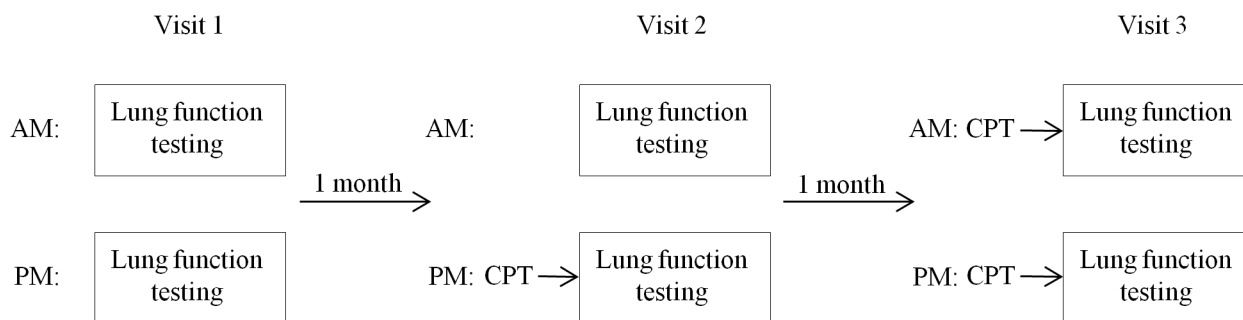 Visit 1 Visit 2 Visit 3
AM: Lung function testing AM: Lung function testing AM: CPT Lung function testing
1 month 1 month
PM: Lung function testing PM: CPT Lung function testing PM: CPT Lung function testing